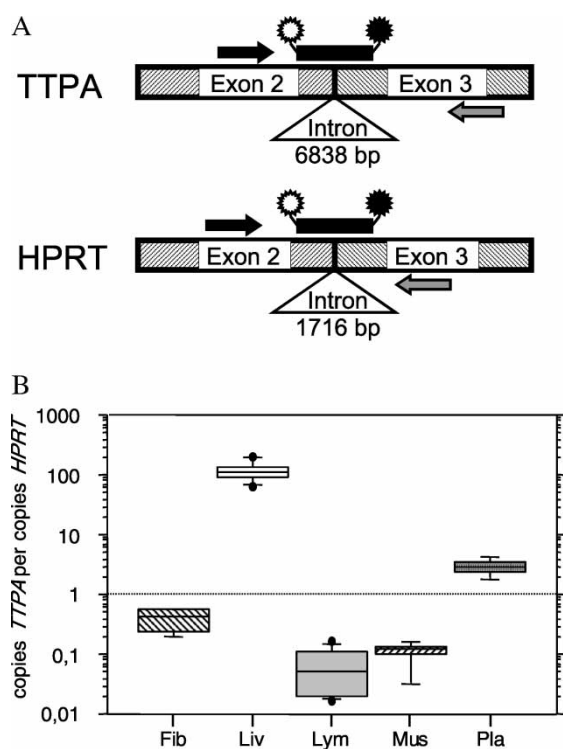 A
TTPA
Exon 2 Exon 3
Intron
6838 bp
HPRT
Exon 2 Exon 3
Intron
1716 bp
B
copies TTPA per copies HPRT
1000
100
10
1
0,1
0,01
Fib Liv Lym Mus Pla